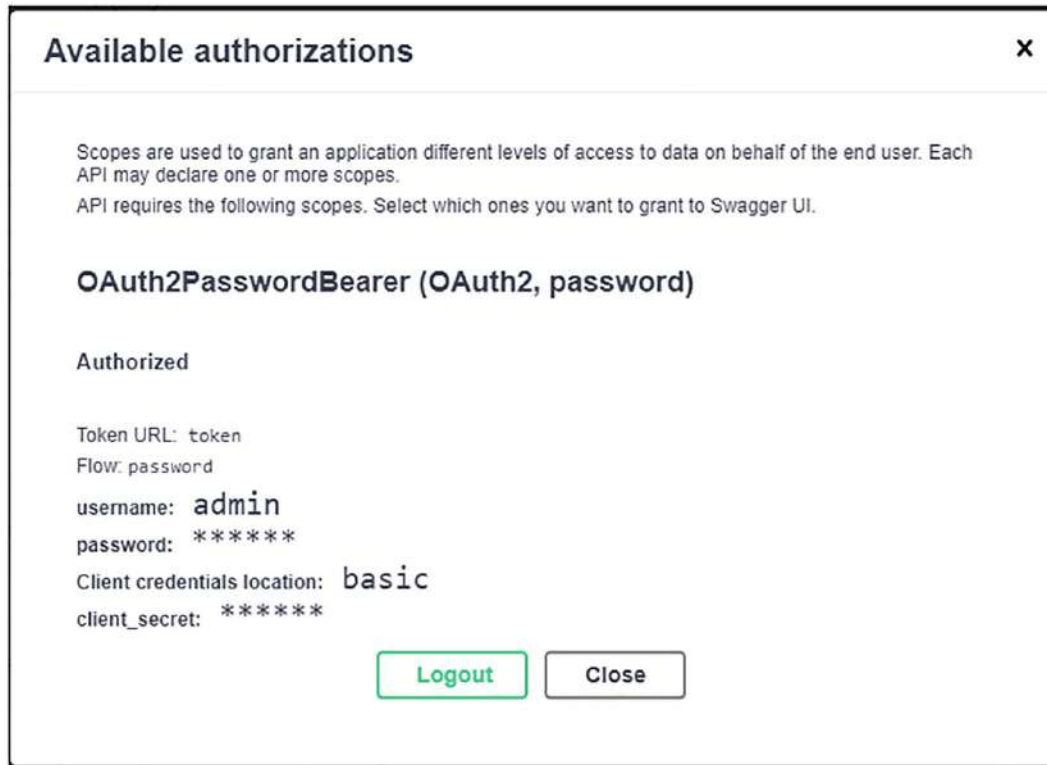 Available authorizations
x
Scopes are used to grant an application different levels of access to data on behalf of the end user. Each
API may declare one or more scopes.
API requires the following scopes. Select which ones you want to grant to Swagger UI.
OAuth2PasswordBearer (OAuth2, password)
Authorized
Token URL: token
Flow: password
username: admin
password: ******
Client credentials location: basic
client_secret: ******
Logout Close